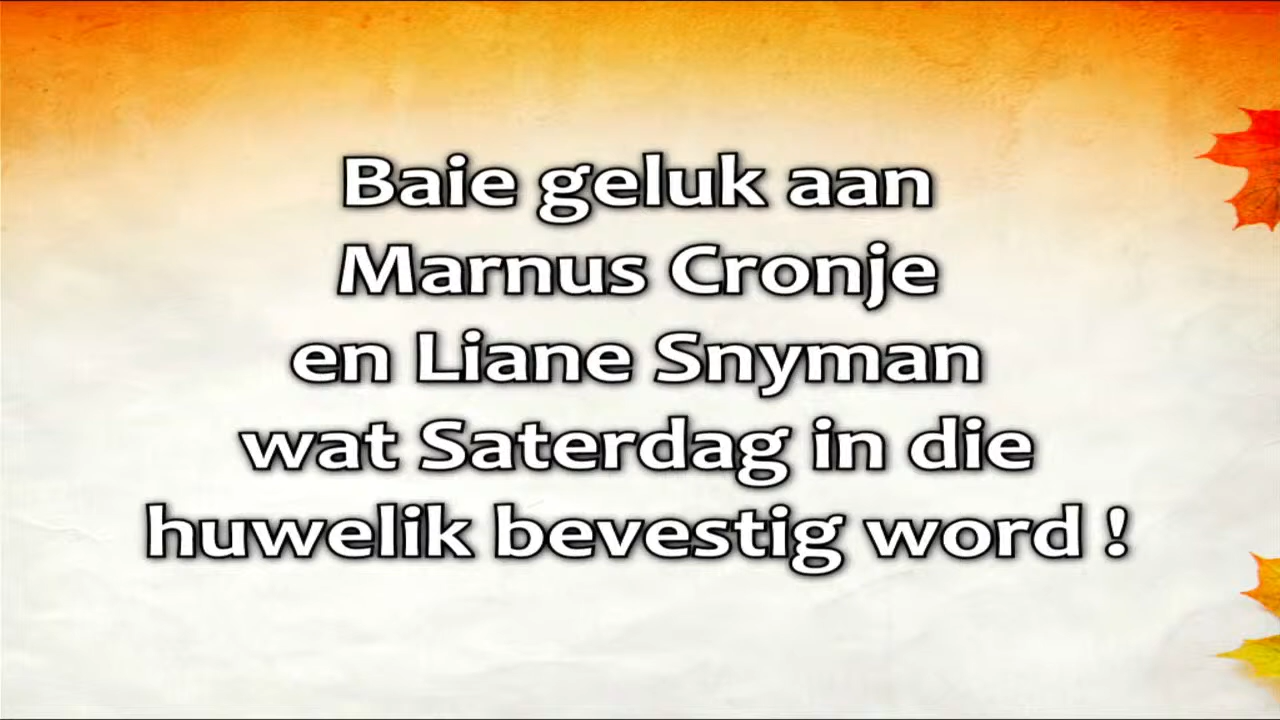 Baie geluk aan
Marnus Cronje
en Liane Snyman
wat Saterdag in die
huwelik bevestig word !